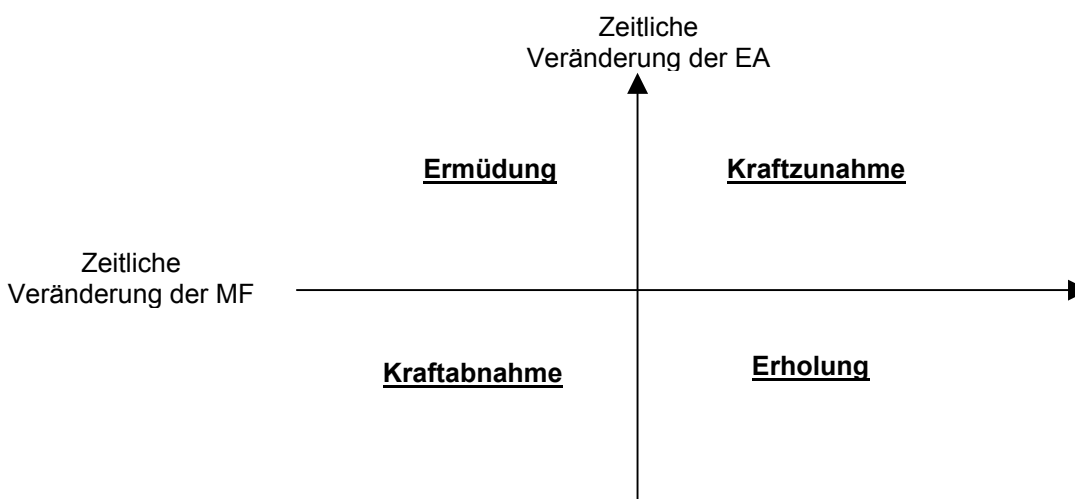 Zeitliche
Veränderung der EA
Ermüdung
Kraftzunahme
Zeitliche
Veränderung der MF
Kraftabnahme
Erholung